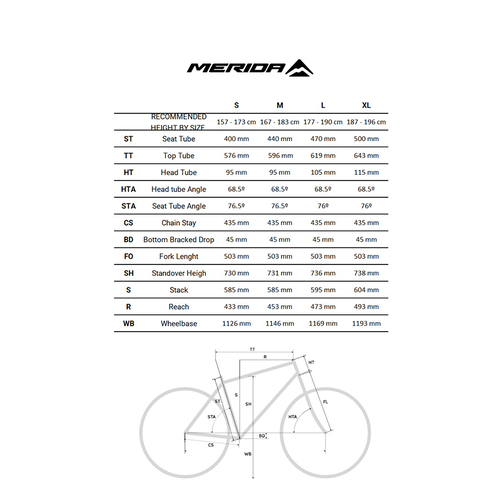 MERIDA
S M L XL
RECOMMENDED
HEIGHT BY SIZE 157 - 173 cm 167 - 183 cm 177 - 190 cm 187 - 196 cm
ST Seat Tube 400 mm 440 mm 470 mm 500 mm
TT Top Tube 576 mm 596 mm 619 mm 643 mm
HT Head Tube 95 mm 95 mm 105 mm 115 mm
HTA Head tube Angle 68.5º 68.5º 68.5º 68.5º
STA Seat Tube Angle 76.5º 76.5º 76º 76º
CS Chain Stay 435 mm 435 mm 435 mm 435 mm
BD Bottom Bracked Drop 45 mm 45 mm 45 mm 45 mm
FO Fork Lenght 503 mm 503 mm 503 mm 503 mm
SH Standover Heigh 730 mm 731 mm 736 mm 738 mm
S Stack 585 mm 585 mm 595 mm 604 mm
R Reach 433 mm 453 mm 473 mm 493 mm
WB Wheelbase 1126 mm 1146 mm 1169 mm 1193 mm
TT
R
HT
ST
S
SH
FL
STA
HTA
BD
CS
WB